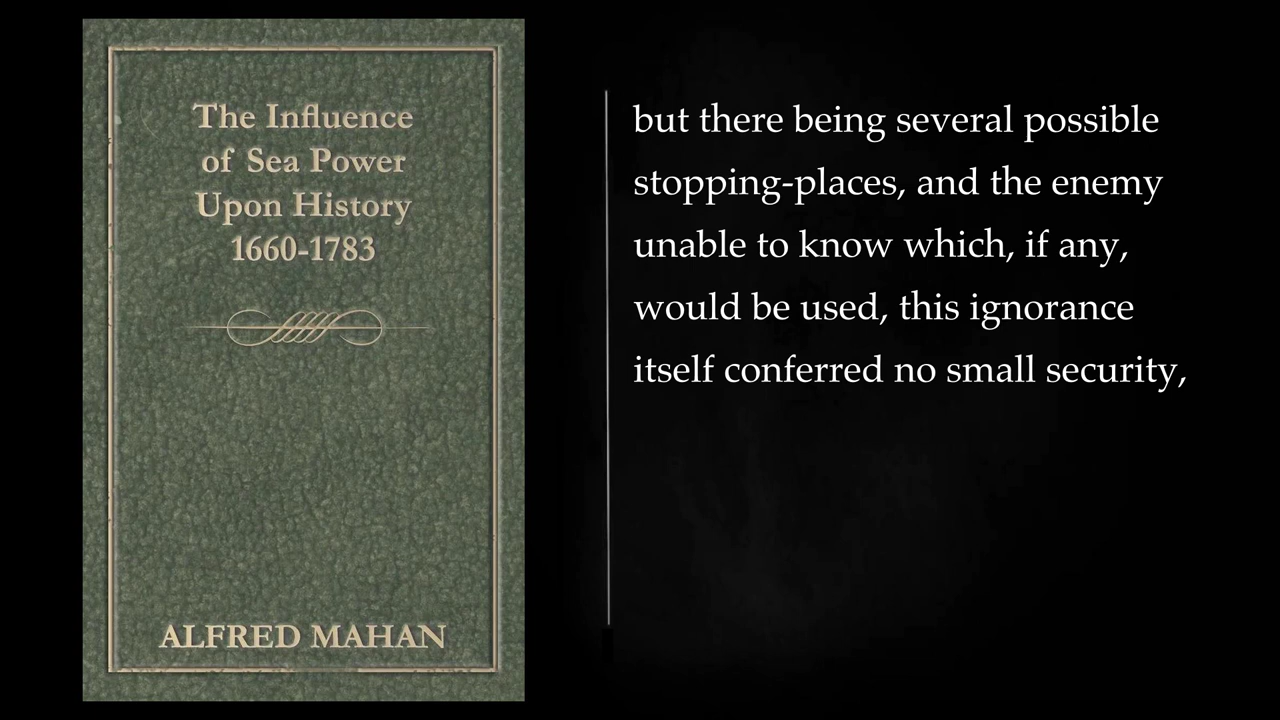 The Influence
of Sea Power
Upon History
1660-1783
ALFRED MAHAN
but there being several possible
stopping-places, and the enemy
unable to know which, if any,
would be used, this ignorance
itself conferred no small security,